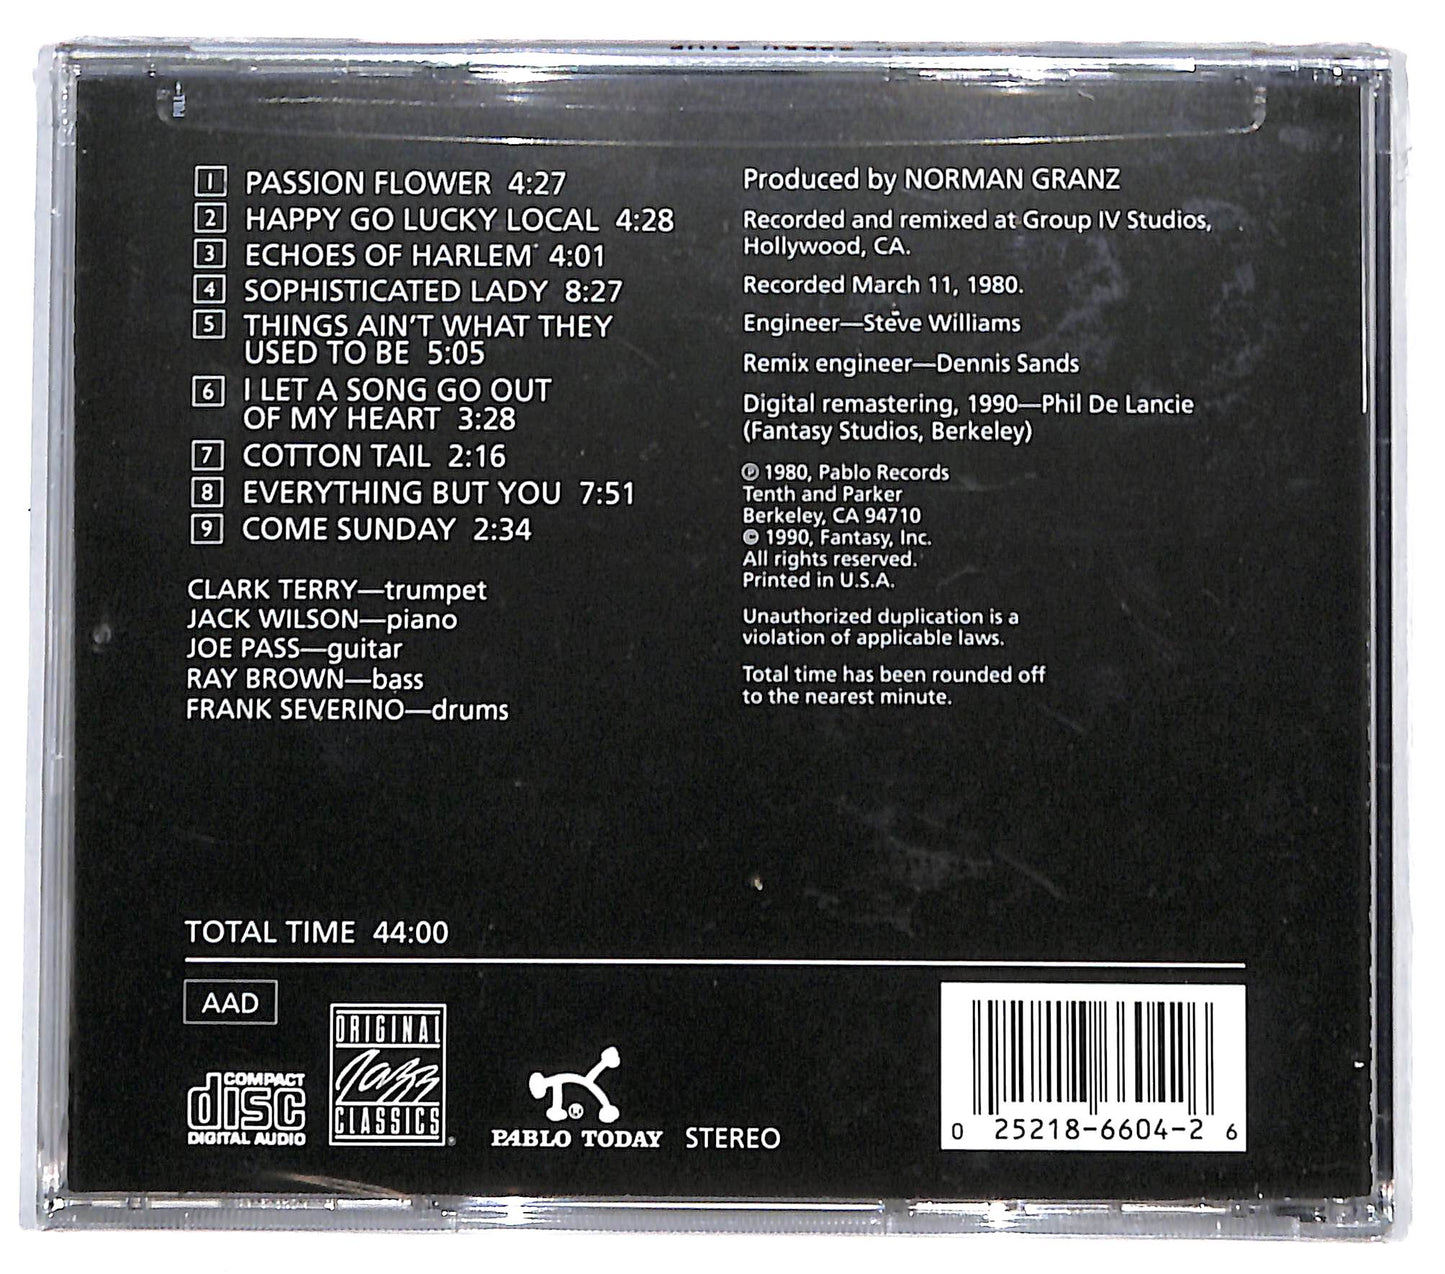 1 PASSION FLOWER 4:27
2 HAPPY GO LUCKY LOCAL 4:28
3 ECHOES OF HARLEM 4:01
4 SOPHISTICATED LADY 8:27
5 THINGS AIN'T WHAT THEY
USED TO BE 5:05
6 I LET A SONG GO OUT
OF MY HEART 3:28
7 COTTON TAIL 2:16
8 EVERYTHING BUT YOU 7:51
9 COME SUNDAY 2:34
CLARK TERRY—trumpet
JACK WILSON—piano
JOE PASS—guitar
RAY BROWN—bass
FRANK SEVERINO—drums
Produced by NORMAN GRANZ
Recorded and remixed at Group IV Studios,
Hollywood, CA.
Recorded March 11, 1980.
Engineer—Steve Williams
Remix engineer—Dennis Sands
Digital remastering, 1990—Phil De Lancie
(Fantasy Studios, Berkeley)
℗ 1980, Pablo Records
Tenth and Parker
Berkeley, CA 94710
© 1990, Fantasy, Inc.
All rights reserved.
Printed in U.S.A.
Unauthorized duplication is a
violation of applicable laws.
Total time has been rounded off
to the nearest minute.
TOTAL TIME 44:00
AAD
COMPACT
disc
DIGITAL AUDIO
ORIGINAL
Jazz
CLASSICS®
®
PABLO TODAY STEREO
0 25218-6604-2 6